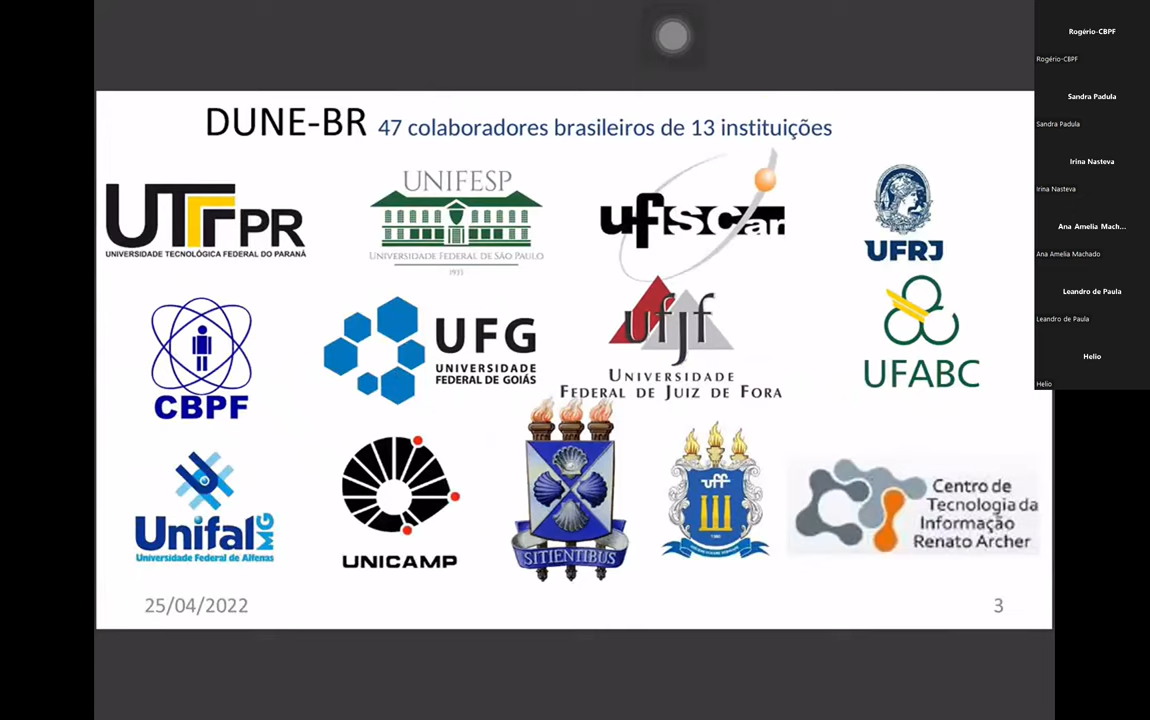 DUNE-BR 47 colaboradores brasileiros de 13 instituições
UTFPR
UNIVERSIDADE TECNOLÓGICA FEDERAL DO PARANÁ
UNIFESP
UNIVERSIDADE FEDERAL DE SÃO PAULO
1933
ufscar
UFRJ
CBPF
UFG
UNIVERSIDADE
FEDERAL DE GOIÁS
ufjf
UNIVERSIDADE
FEDERAL DE JUIZ DE FORA
UFABC
Unifal MG
Universidade Federal de Alfenas
UNICAMP
SITIENTIBUS
uff
Centro de
Tecnologia da
Informação
Renato Archer
25/04/2022
3
Rogério-CBPF
Rogério-CBPF
Sandra Padula
Sandra Padula
Irina Nasteva
Irina Nasteva
Ana Amelia Mach...
Ana Amelia Machado
Leandro de Paula
Leandro de Paula
Helio
Helio